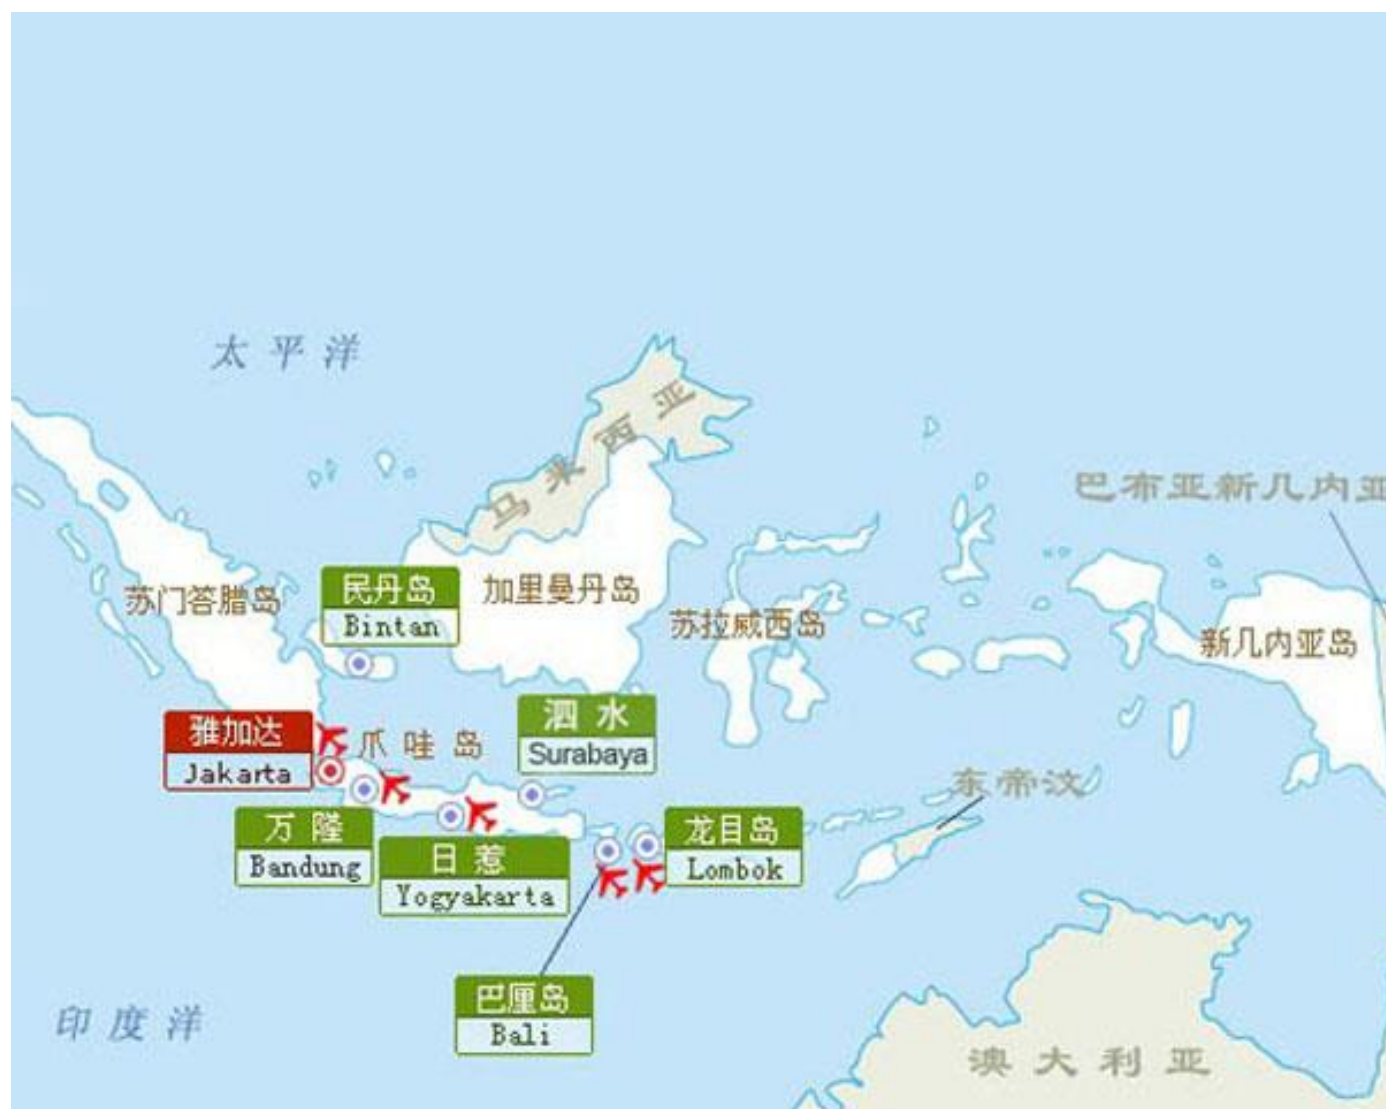 太平洋
马来西亚
巴布亚新几内亚
苏门答腊岛
民丹岛
Bintan
加里曼丹岛
苏拉威西岛
新几内亚岛
雅加达
Jakarta
爪哇岛
泗水
Surabaya
东帝汶
万隆
Bandung
日惹
Yogyakarta
龙目岛
Lombok
巴厘岛
Bali
印度洋
澳大利亚